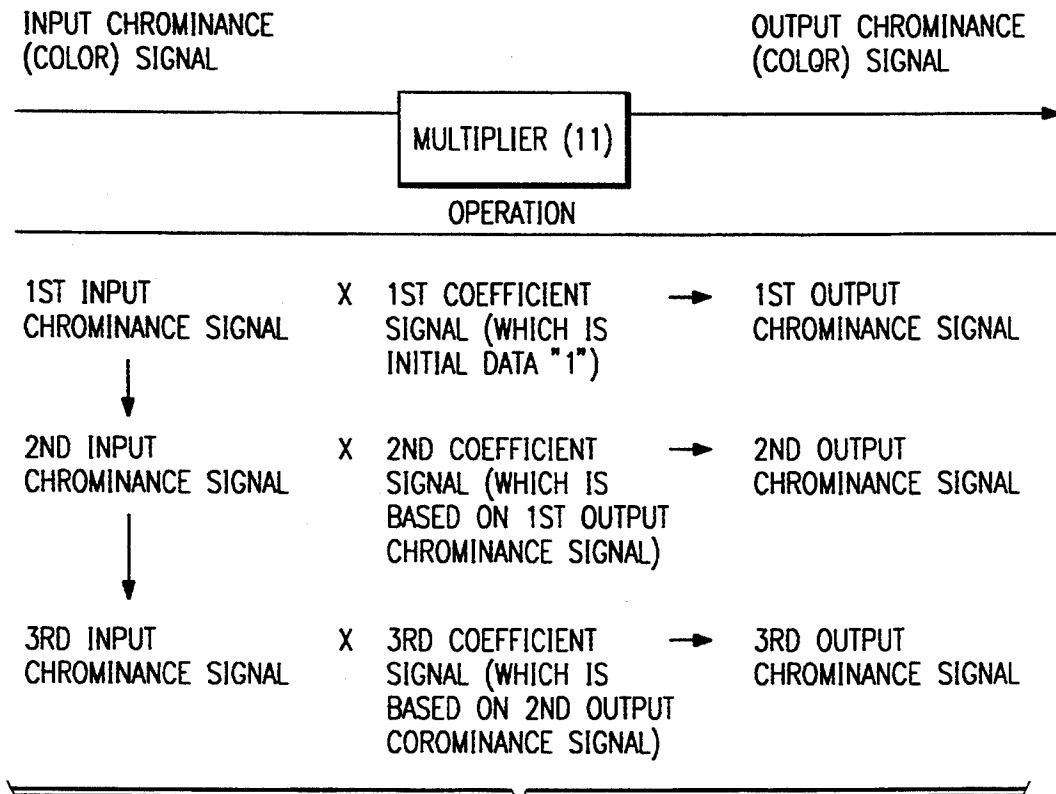 INPUT CHROMINANCE
(COLOR) SIGNAL
OUTPUT CHROMINANCE
(COLOR) SIGNAL
MULTIPLIER (11)
OPERATION
1ST INPUT
CHROMINANCE SIGNAL
X 1ST COEFFICIENT
SIGNAL (WHICH IS
INITIAL DATA "1")
1ST OUTPUT
CHROMINANCE SIGNAL
2ND INPUT
CHROMINANCE SIGNAL
X 2ND COEFFICIENT
SIGNAL (WHICH IS
BASED ON 1ST OUTPUT
CHROMINANCE SIGNAL)
2ND OUTPUT
CHROMINANCE SIGNAL
3RD INPUT
CHROMINANCE SIGNAL
X 3RD COEFFICIENT
SIGNAL (WHICH IS
BASED ON 2ND OUTPUT
COROMINANCE SIGNAL)
3RD OUTPUT
CHROMINANCE SIGNAL